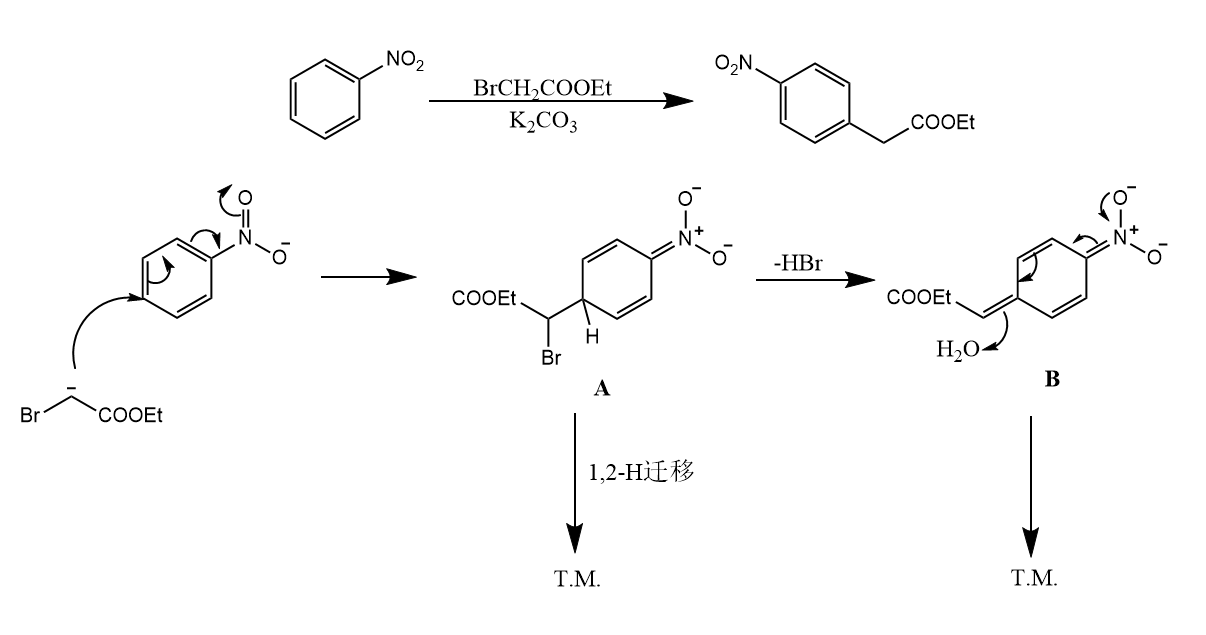 NO₂
BrCH₂COOEt
K₂CO₃
O₂N
COOEt
O
N
O⁻
Br
⁻
COOEt
O⁻
N⁺
O⁻
COOEt
H
Br
A
-HBr
O⁻
N⁺
O⁻
COOEt
H₂O
B
1,2-H迁移
T.M.
T.M.